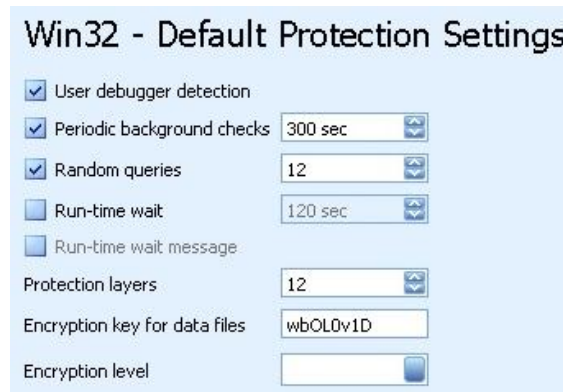 Win32 - Default Protection Settings
User debugger detection
Periodic background checks 300 sec
Random queries 12
Run-time wait 120 sec
Run-time wait message
Protection layers 12
Encryption key for data files wbOL0v1D
Encryption level